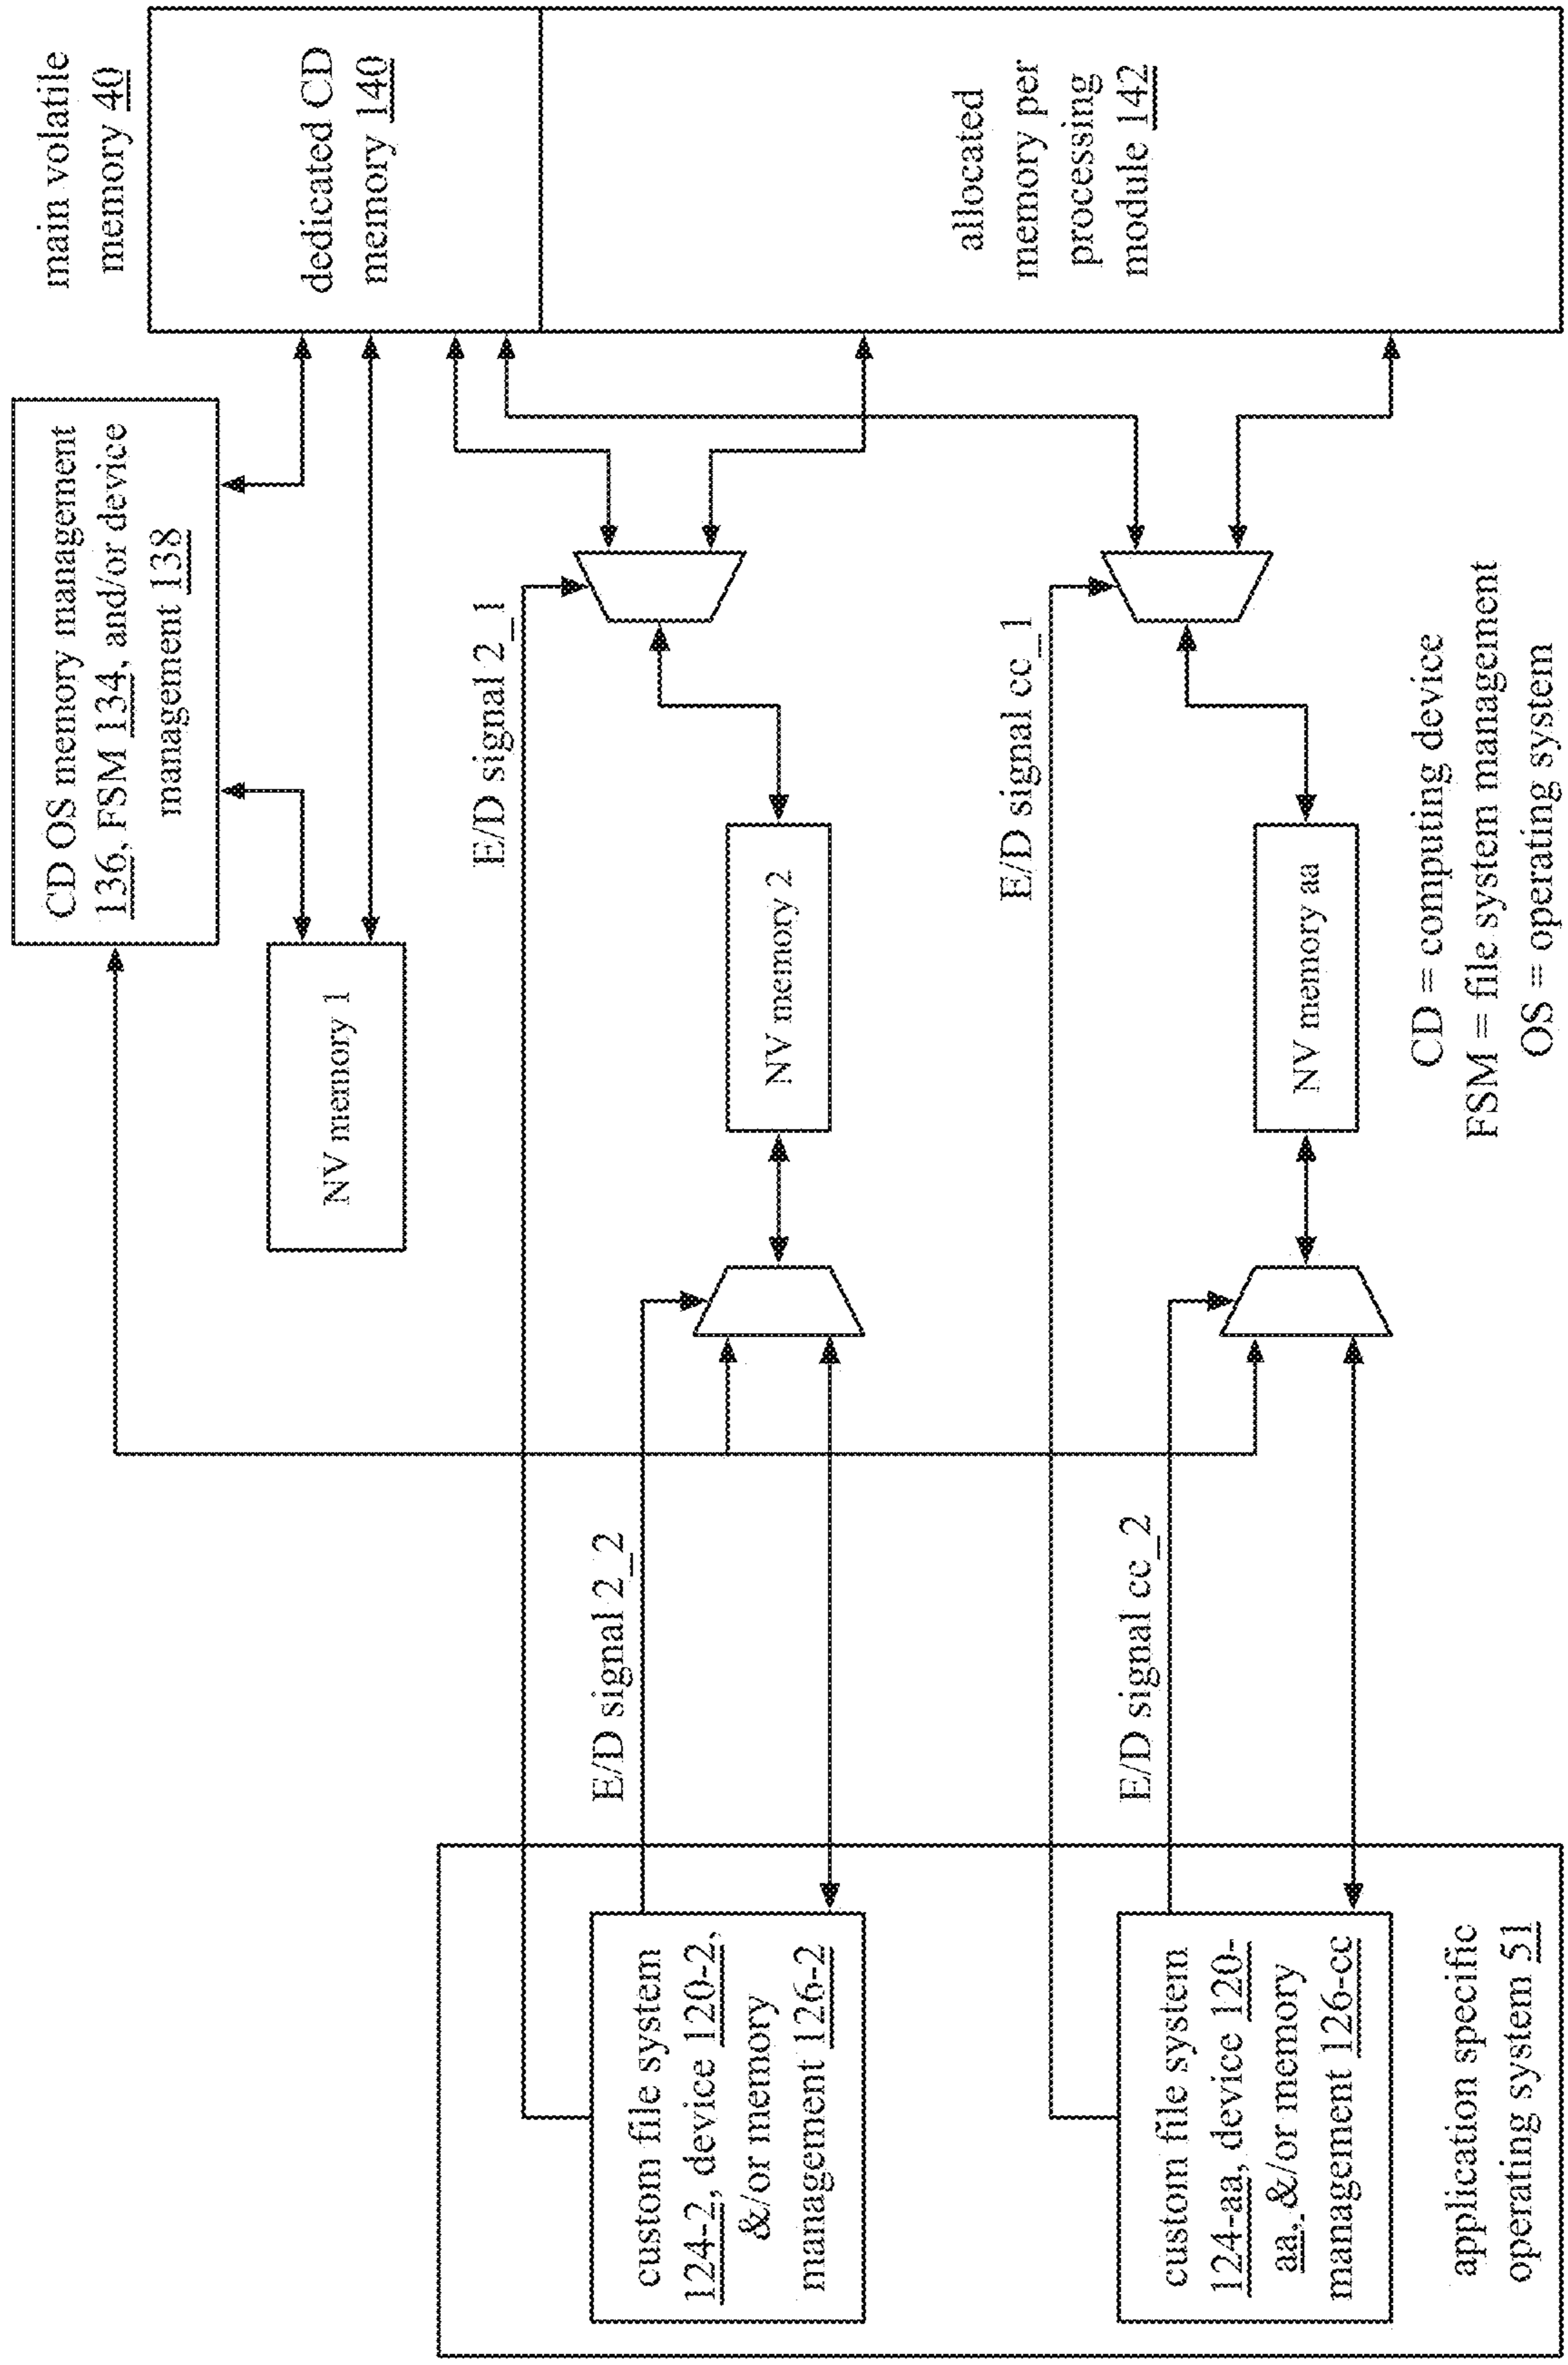 main volatile
memory 40
dedicated CD
memory 140
allocated
memory per
processing
module 142
CD OS memory management
136, FSM 134, and/or device
management 138
NV memory 1
E/D signal 2_1
NV memory 2
E/D signal 2_2
E/D signal cc_1
NV memory aa
E/D signal cc_2
custom file system
124-2, device 120-2,
&/or memory
management 126-2
custom file system
124-aa, device 120-
aa, &/or memory
management 126-cc
application specific
operating system 51
CD = computing device
FSM = file system management
OS = operating system